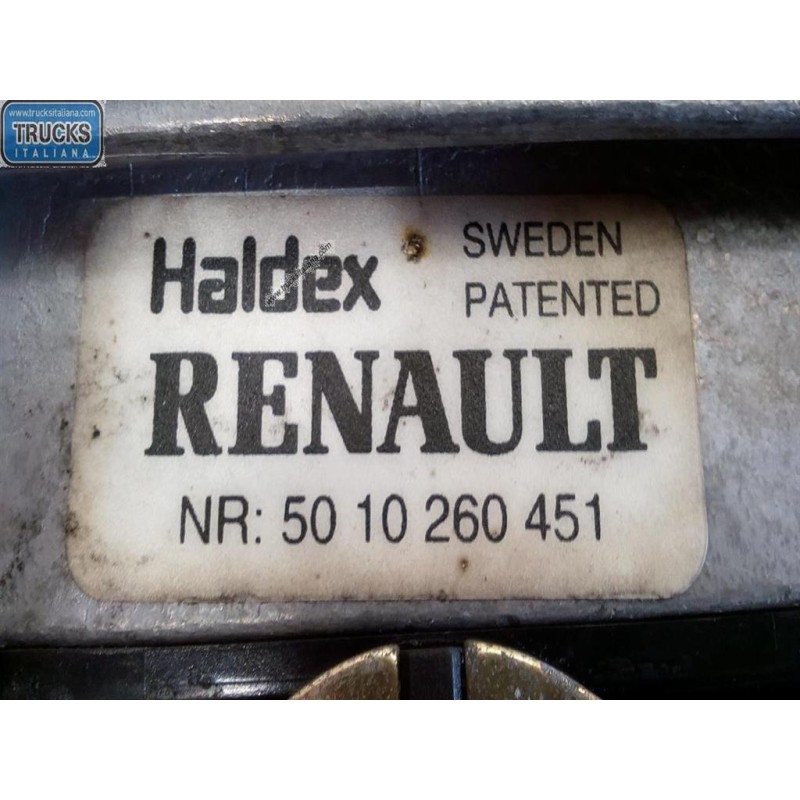 www.trucksitaliana.com
TRUCKS
ITALIANA
Haldex
SWEDEN
PATENTED
RENAULT
NR: 50 10 260 451